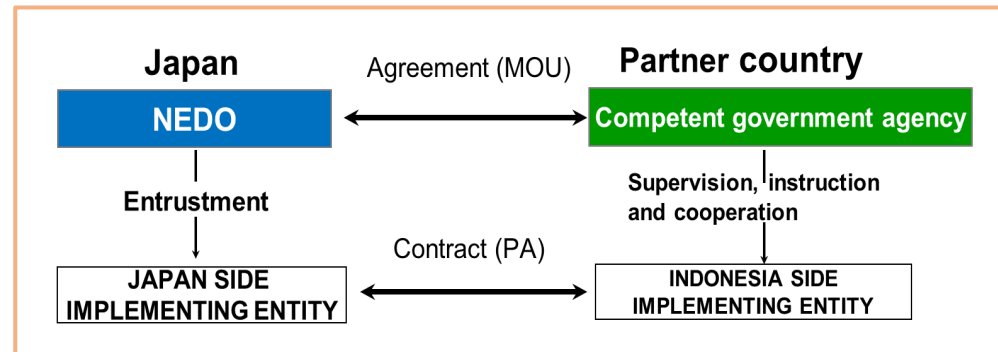 Japan
Agreement (MOU)
Partner country
NEDO
Competent government agency
Entrustment
Supervision, instruction
and cooperation
Contract (PA)
JAPAN SIDE
IMPLEMENTING ENTITY
INDONESIA SIDE
IMPLEMENTING ENTITY